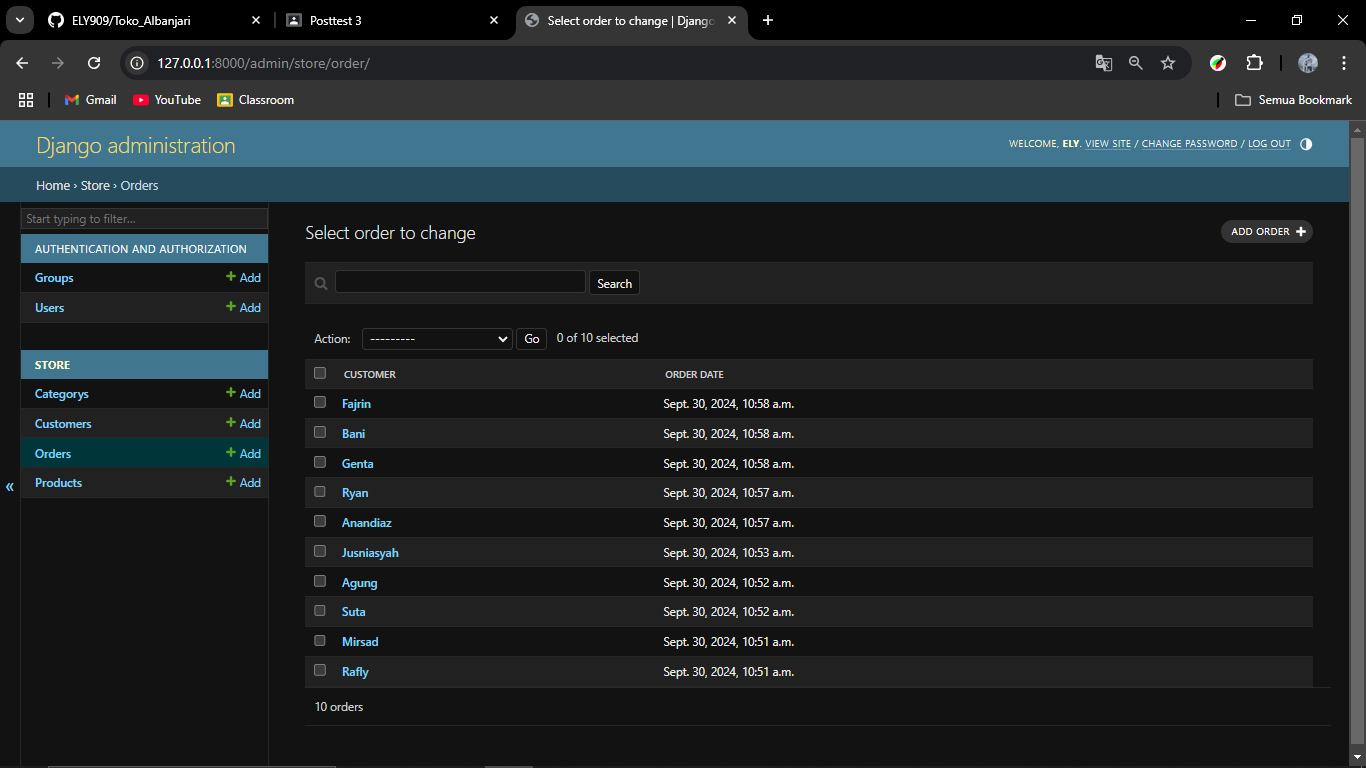 ELY909/Toko_Albanjari
Posttest 3
Select order to change | Django
127.0.0.1:8000/admin/store/order/
Gmail
YouTube
Classroom
Semua Bookmark
Django administration
WELCOME, ELY. VIEW SITE / CHANGE PASSWORD / LOG OUT
Home › Store › Orders
Start typing to filter...
AUTHENTICATION AND AUTHORIZATION
Groups + Add
Users + Add
STORE
Categorys + Add
Customers + Add
Orders + Add
Products + Add
«
Select order to change
ADD ORDER +
Search
Action: --------- Go 0 of 10 selected
CUSTOMER ORDER DATE
Fajrin Sept. 30, 2024, 10:58 a.m.
Bani Sept. 30, 2024, 10:58 a.m.
Genta Sept. 30, 2024, 10:58 a.m.
Ryan Sept. 30, 2024, 10:57 a.m.
Anandiaz Sept. 30, 2024, 10:57 a.m.
Jusniasyah Sept. 30, 2024, 10:53 a.m.
Agung Sept. 30, 2024, 10:52 a.m.
Suta Sept. 30, 2024, 10:52 a.m.
Mirsad Sept. 30, 2024, 10:51 a.m.
Rafly Sept. 30, 2024, 10:51 a.m.
10 orders